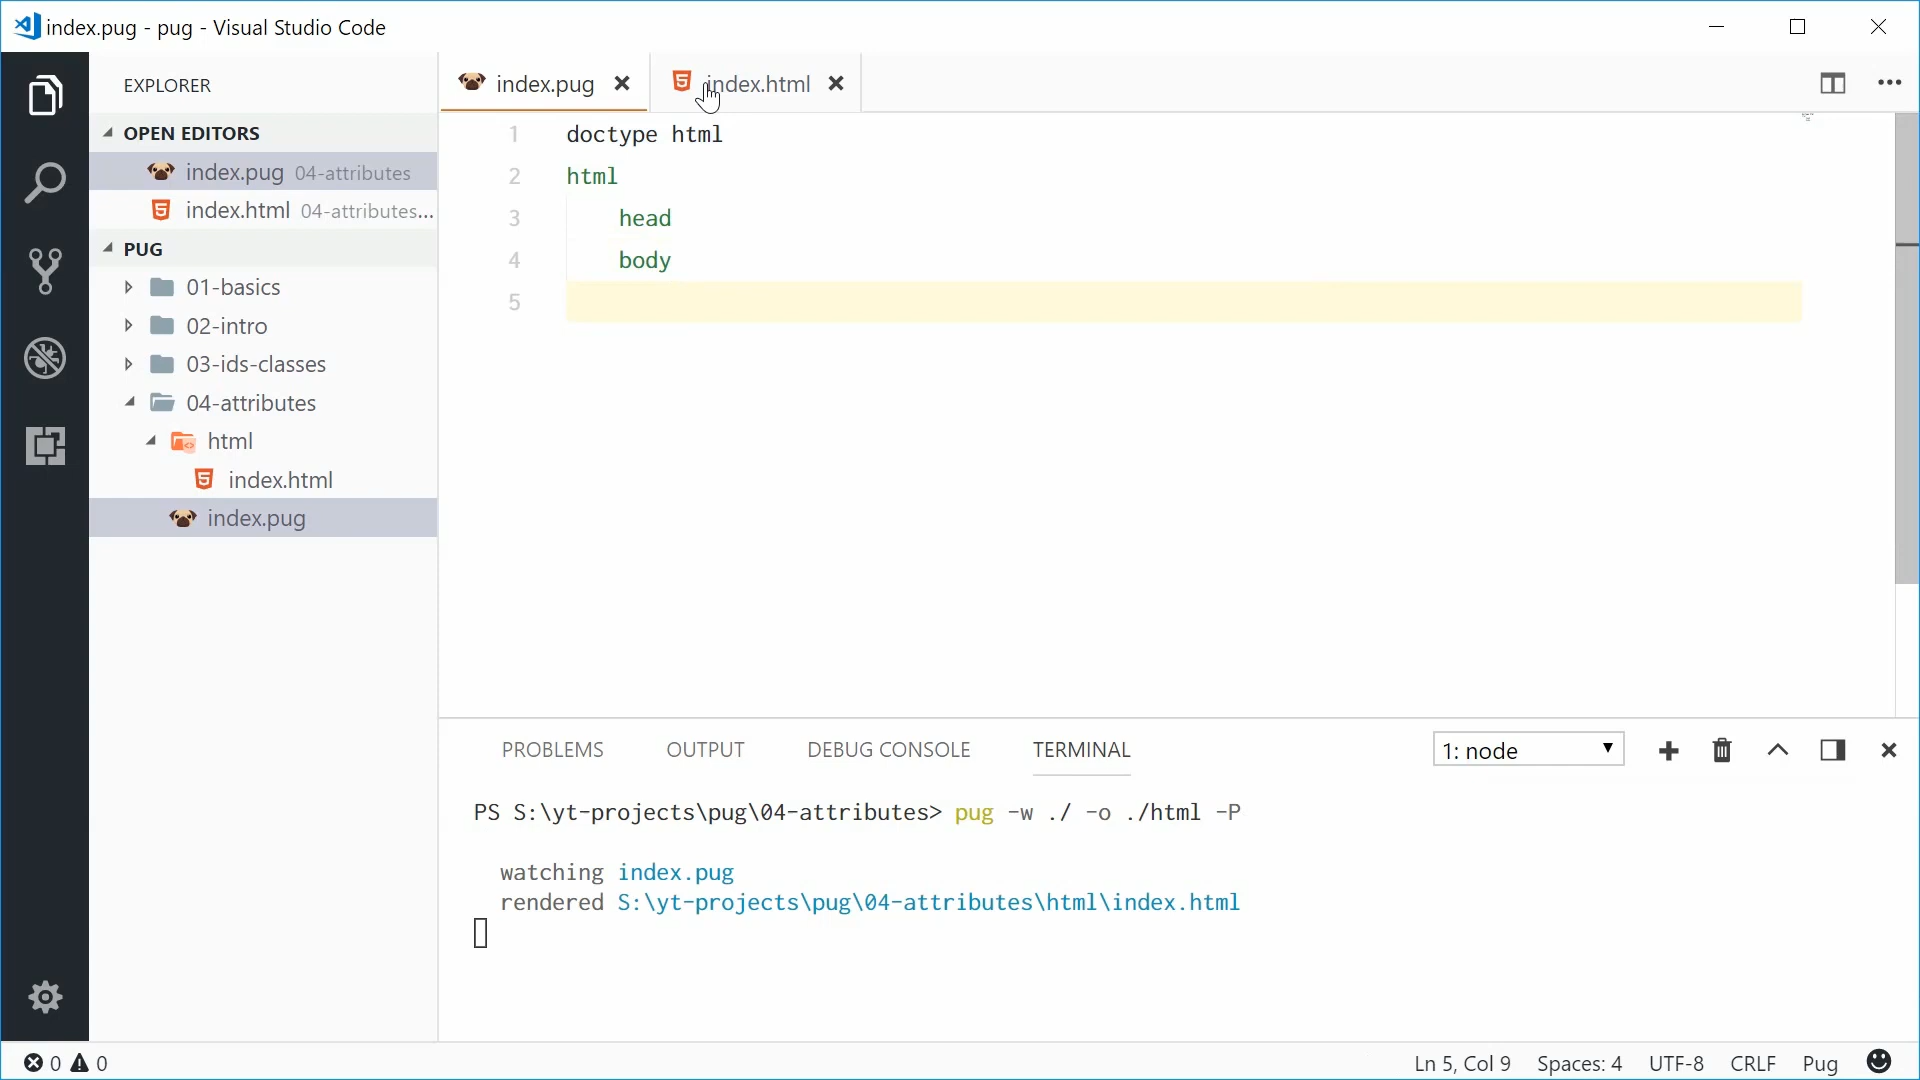 index.pug - pug - Visual Studio Code
EXPLORER
OPEN EDITORS
index.pug 04-attributes
index.html 04-attributes...
PUG
01-basics
02-intro
03-ids-classes
04-attributes
html
index.html
index.pug
index.pug
index.html
1 doctype html
2 html
3 head
4 body
5
PROBLEMS OUTPUT DEBUG CONSOLE TERMINAL 1: node
PS S:\yt-projects\pug\04-attributes> pug -w ./ -o ./html -P
watching index.pug
rendered S:\yt-projects\pug\04-attributes\html\index.html
0 0 Ln 5, Col 9 Spaces: 4 UTF-8 CRLF Pug